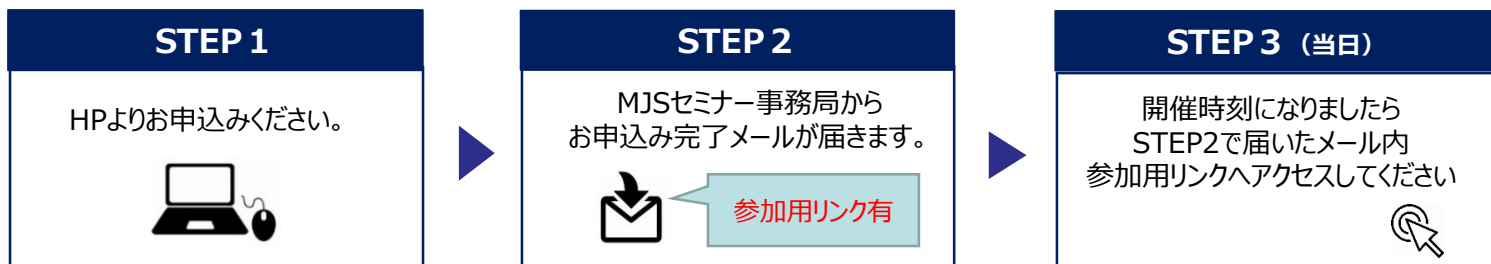 STEP 1
HPよりお申込みください。
STEP 2
MJSセミナー事務局から
お申込み完了メールが届きます。
参加用リンク有
STEP 3（当日）
開催時刻になりましたら
STEP2で届いたメール内
参加用リンクへアクセスしてください